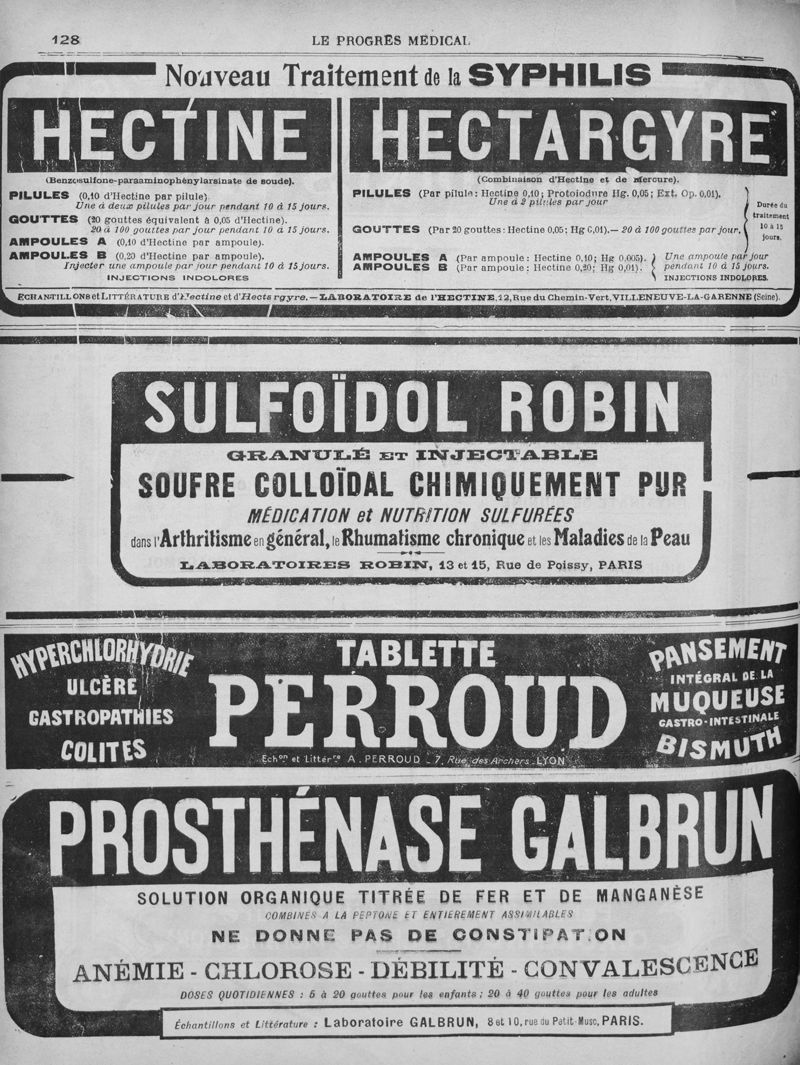 128
LE PROGRÈS MÉDICAL
Nouveau Traitement de la SYPHILIS
HECTINE
(Benzosulfone-paraaminophénylarsinate de soude).
PILULES (0,10 d'Hectine par pilule).
Une à deux pilules par jour pendant 10 à 15 jours.
GOUTTES (20 gouttes équivalent à 0,05 d'Hectine).
20 à 100 gouttes par jour pendant 10 à 15 jours.
AMPOULES A (0,10 d'Hectine par ampoule).
AMPOULES B (0,20 d'Hectine par ampoule).
Injecter une ampoule par jour pendant 10 à 15 jours.
INJECTIONS INDOLORES
HECTARGYRE
(Combinaison d'Hectine et de Mercure).
PILULES (Par pilule: Hectine 0,10; Protoiodure Hg. 0,05; Ext. Op. 0,01).
Une à 2 pilules par jour
GOUTTES (Par 20 gouttes: Hectine 0,05; Hg 0,01).— 20 à 100 gouttes par jour.
Durée du
traitement
10 à 15
jours.
AMPOULES A (Par ampoule: Hectine 0,10; Hg 0,005).
AMPOULES B (Par ampoule: Hectine 0,20; Hg 0,01).
Une ampoule par jour
pendant 10 à 15 jours.
INJECTIONS INDOLORES.
ECHANTILLONS et LITTÉRATURE d'Hectine et d'Hectargyre. — LABORATOIRE de l'HECTINE, 12, Rue du Chemin-Vert, VILLENEUVE-LA-GARENNE (Seine).
SULFOÏDOL ROBIN
GRANULÉ ET INJECTABLE
SOUFRE COLLOÏDAL CHIMIQUEMENT PUR
MÉDICATION et NUTRITION SULFURÉES
dans l'Arthritisme en général, le Rhumatisme chronique et les Maladies de la Peau
LABORATOIRES ROBIN, 13 et 15, Rue de Poissy, PARIS
HYPERCHLORHYDRIE
ULCÈRE
GASTROPATHIES
COLITES
TABLETTE
PERROUD
Echon et Littérre A. PERROUD - 7, Rue des Archers - LYON
PANSEMENT
INTÉGRAL DE LA
MUQUEUSE
GASTRO-INTESTINALE
BISMUTH
PROSTHÉNASE GALBRUN
SOLUTION ORGANIQUE TITRÉE DE FER ET DE MANGANÈSE
COMBINÉS A LA PEPTONE ET ENTIÈREMENT ASSIMILABLES
NE DONNE PAS DE CONSTIPATION
ANÉMIE - CHLOROSE - DÉBILITÉ - CONVALESCENCE
DOSES QUOTIDIENNES : 5 à 20 gouttes pour les enfants; 20 à 40 gouttes pour les adultes
Échantillons et Littérature : Laboratoire GALBRUN, 8 et 10, rue du Petit-Musc, PARIS.